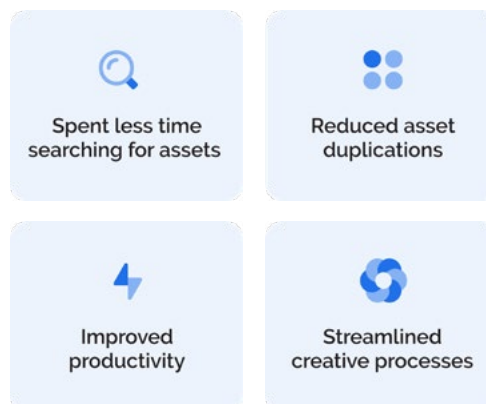 Spent less time
searching for assets
Reduced asset
duplications
Improved
productivity
Streamlined
creative processes